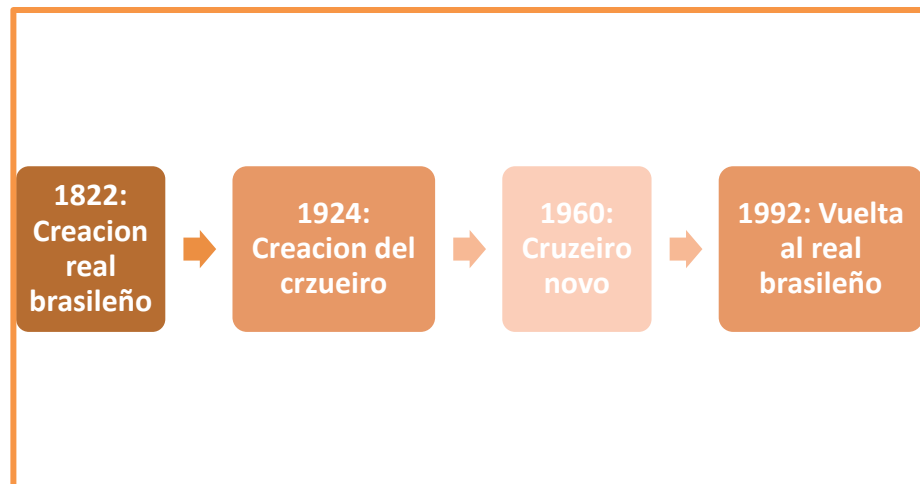 1822:
Creacion
real
brasileño
1924:
Creacion del
crzueiro
1960:
Cruzeiro
novo
1992: Vuelta
al real
brasileño